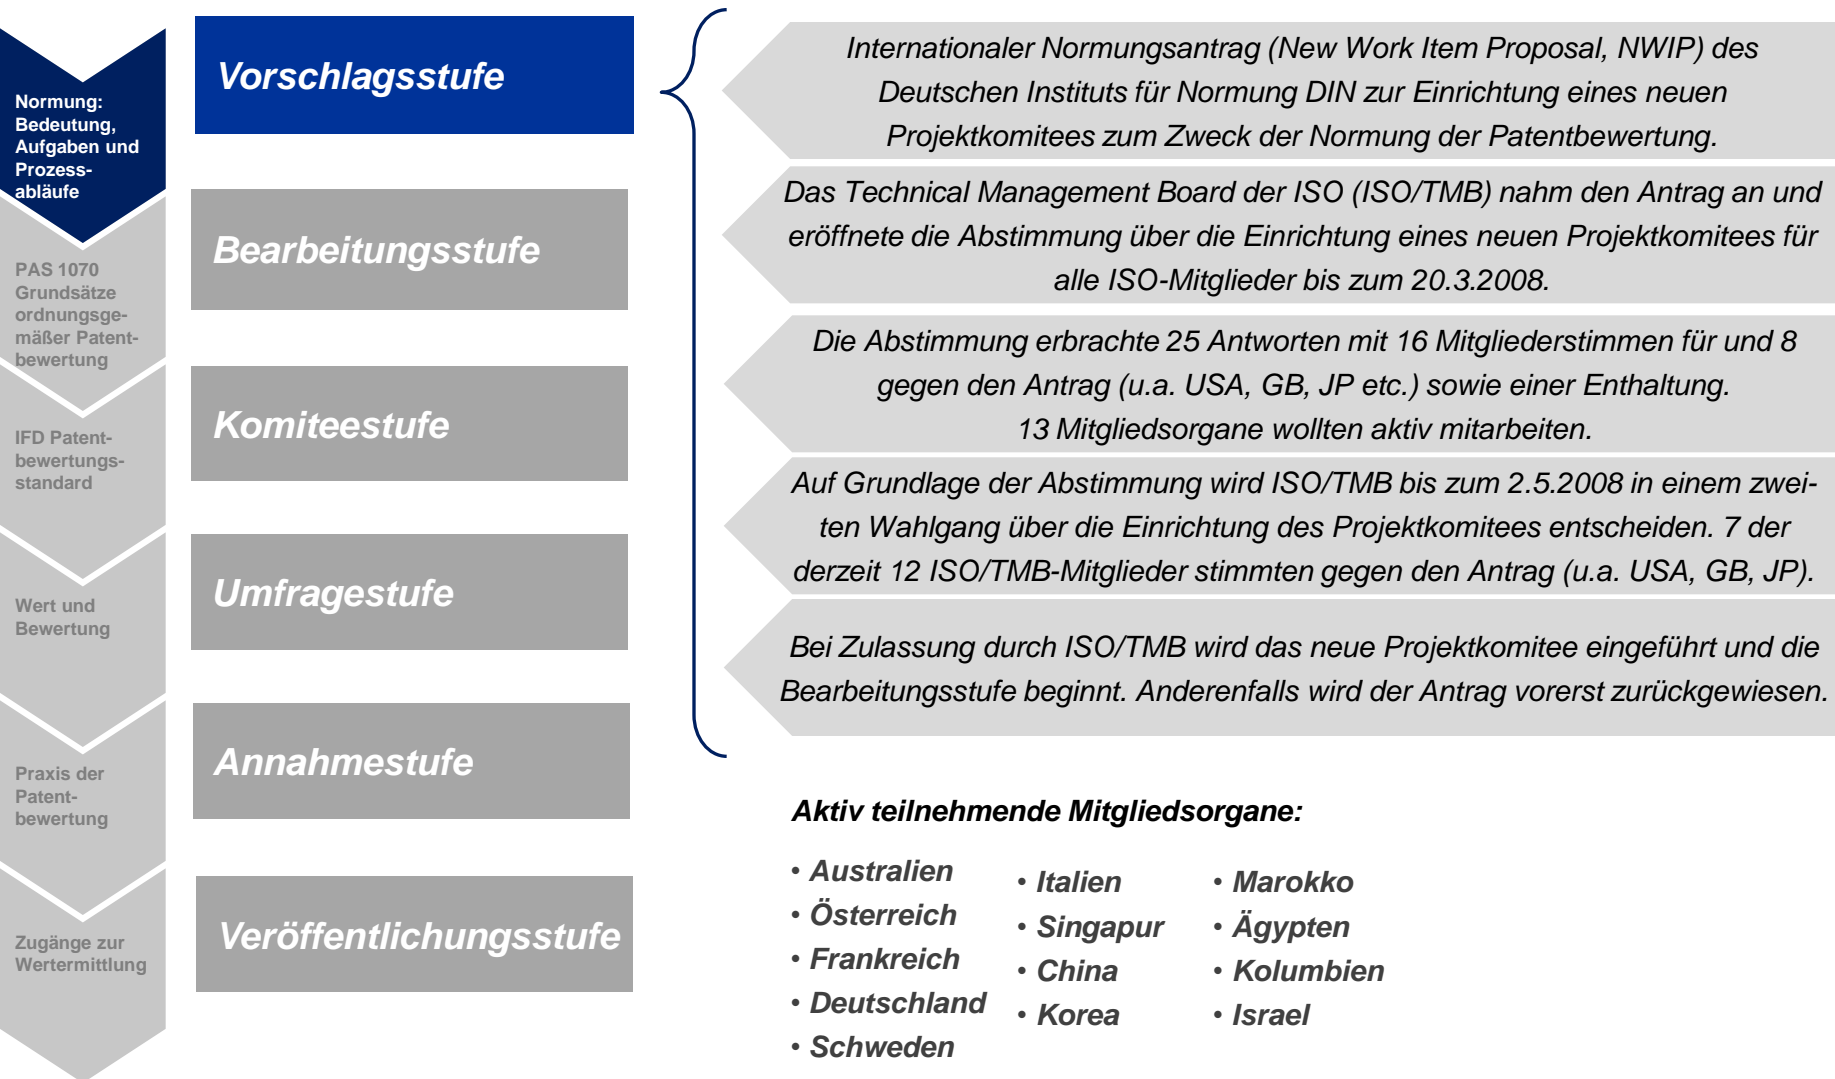 Normung:
Bedeutung,
Aufgaben und
Prozess-
abläufe
PAS 1070
Grundsätze
ordnungsge-
mäßer Patent-
bewertung
IFD Patent-
bewertungs-
standard
Wert und
Bewertung
Praxis der
Patent-
bewertung
Zugänge zur
Wertermittlung
Vorschlagsstufe
Bearbeitungsstufe
Komiteestufe
Umfragestufe
Annahmestufe
Veröffentlichungsstufe
Internationaler Normungsantrag (New Work Item Proposal, NWIP) des
Deutschen Instituts für Normung DIN zur Einrichtung eines neuen
Projektkomitees zum Zweck der Normung der Patentbewertung.
Das Technical Management Board der ISO (ISO/TMB) nahm den Antrag an und
eröffnete die Abstimmung über die Einrichtung eines neuen Projektkomitees für
alle ISO-Mitglieder bis zum 20.3.2008.
Die Abstimmung erbrachte 25 Antworten mit 16 Mitgliederstimmen für und 8
gegen den Antrag (u.a. USA, GB, JP etc.) sowie einer Enthaltung.
13 Mitgliedsorgane wollten aktiv mitarbeiten.
Auf Grundlage der Abstimmung wird ISO/TMB bis zum 2.5.2008 in einem zwei-
ten Wahlgang über die Einrichtung des Projektkomitees entscheiden. 7 der
derzeit 12 ISO/TMB-Mitglieder stimmten gegen den Antrag (u.a. USA, GB, JP).
Bei Zulassung durch ISO/TMB wird das neue Projektkomitee eingeführt und die
Bearbeitungsstufe beginnt. Anderenfalls wird der Antrag vorerst zurückgewiesen.
Aktiv teilnehmende Mitgliedsorgane:
• Australien
• Österreich
• Frankreich
• Deutschland
• Schweden
• Italien
• Singapur
• China
• Korea
• Marokko
• Ägypten
• Kolumbien
• Israel